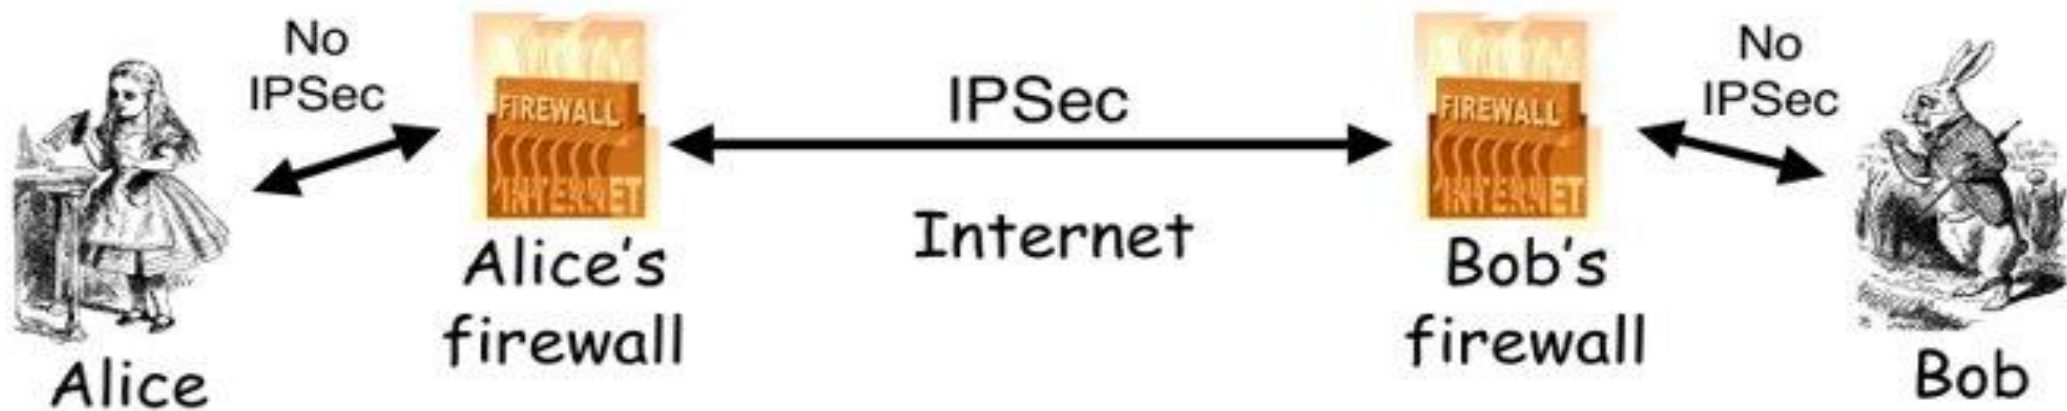 No
IPSec
FIREWALL
INTERNET
IPSec
Internet
FIREWALL
INTERNET
No
IPSec
Alice
Alice's
firewall
Bob's
firewall
Bob